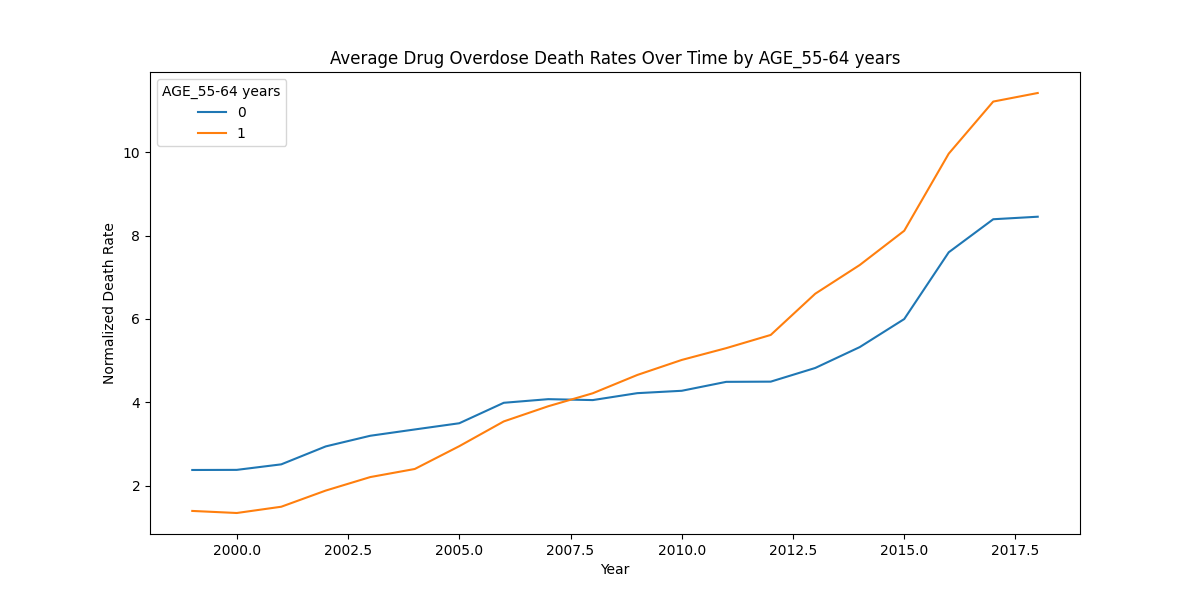 Average Drug Overdose Death Rates Over Time by AGE_55-64 years
AGE_55-64 years
0
1
Normalized Death Rate
10
8
6
4
2
2000.0 2002.5 2005.0 2007.5 2010.0 2012.5 2015.0 2017.5
Year